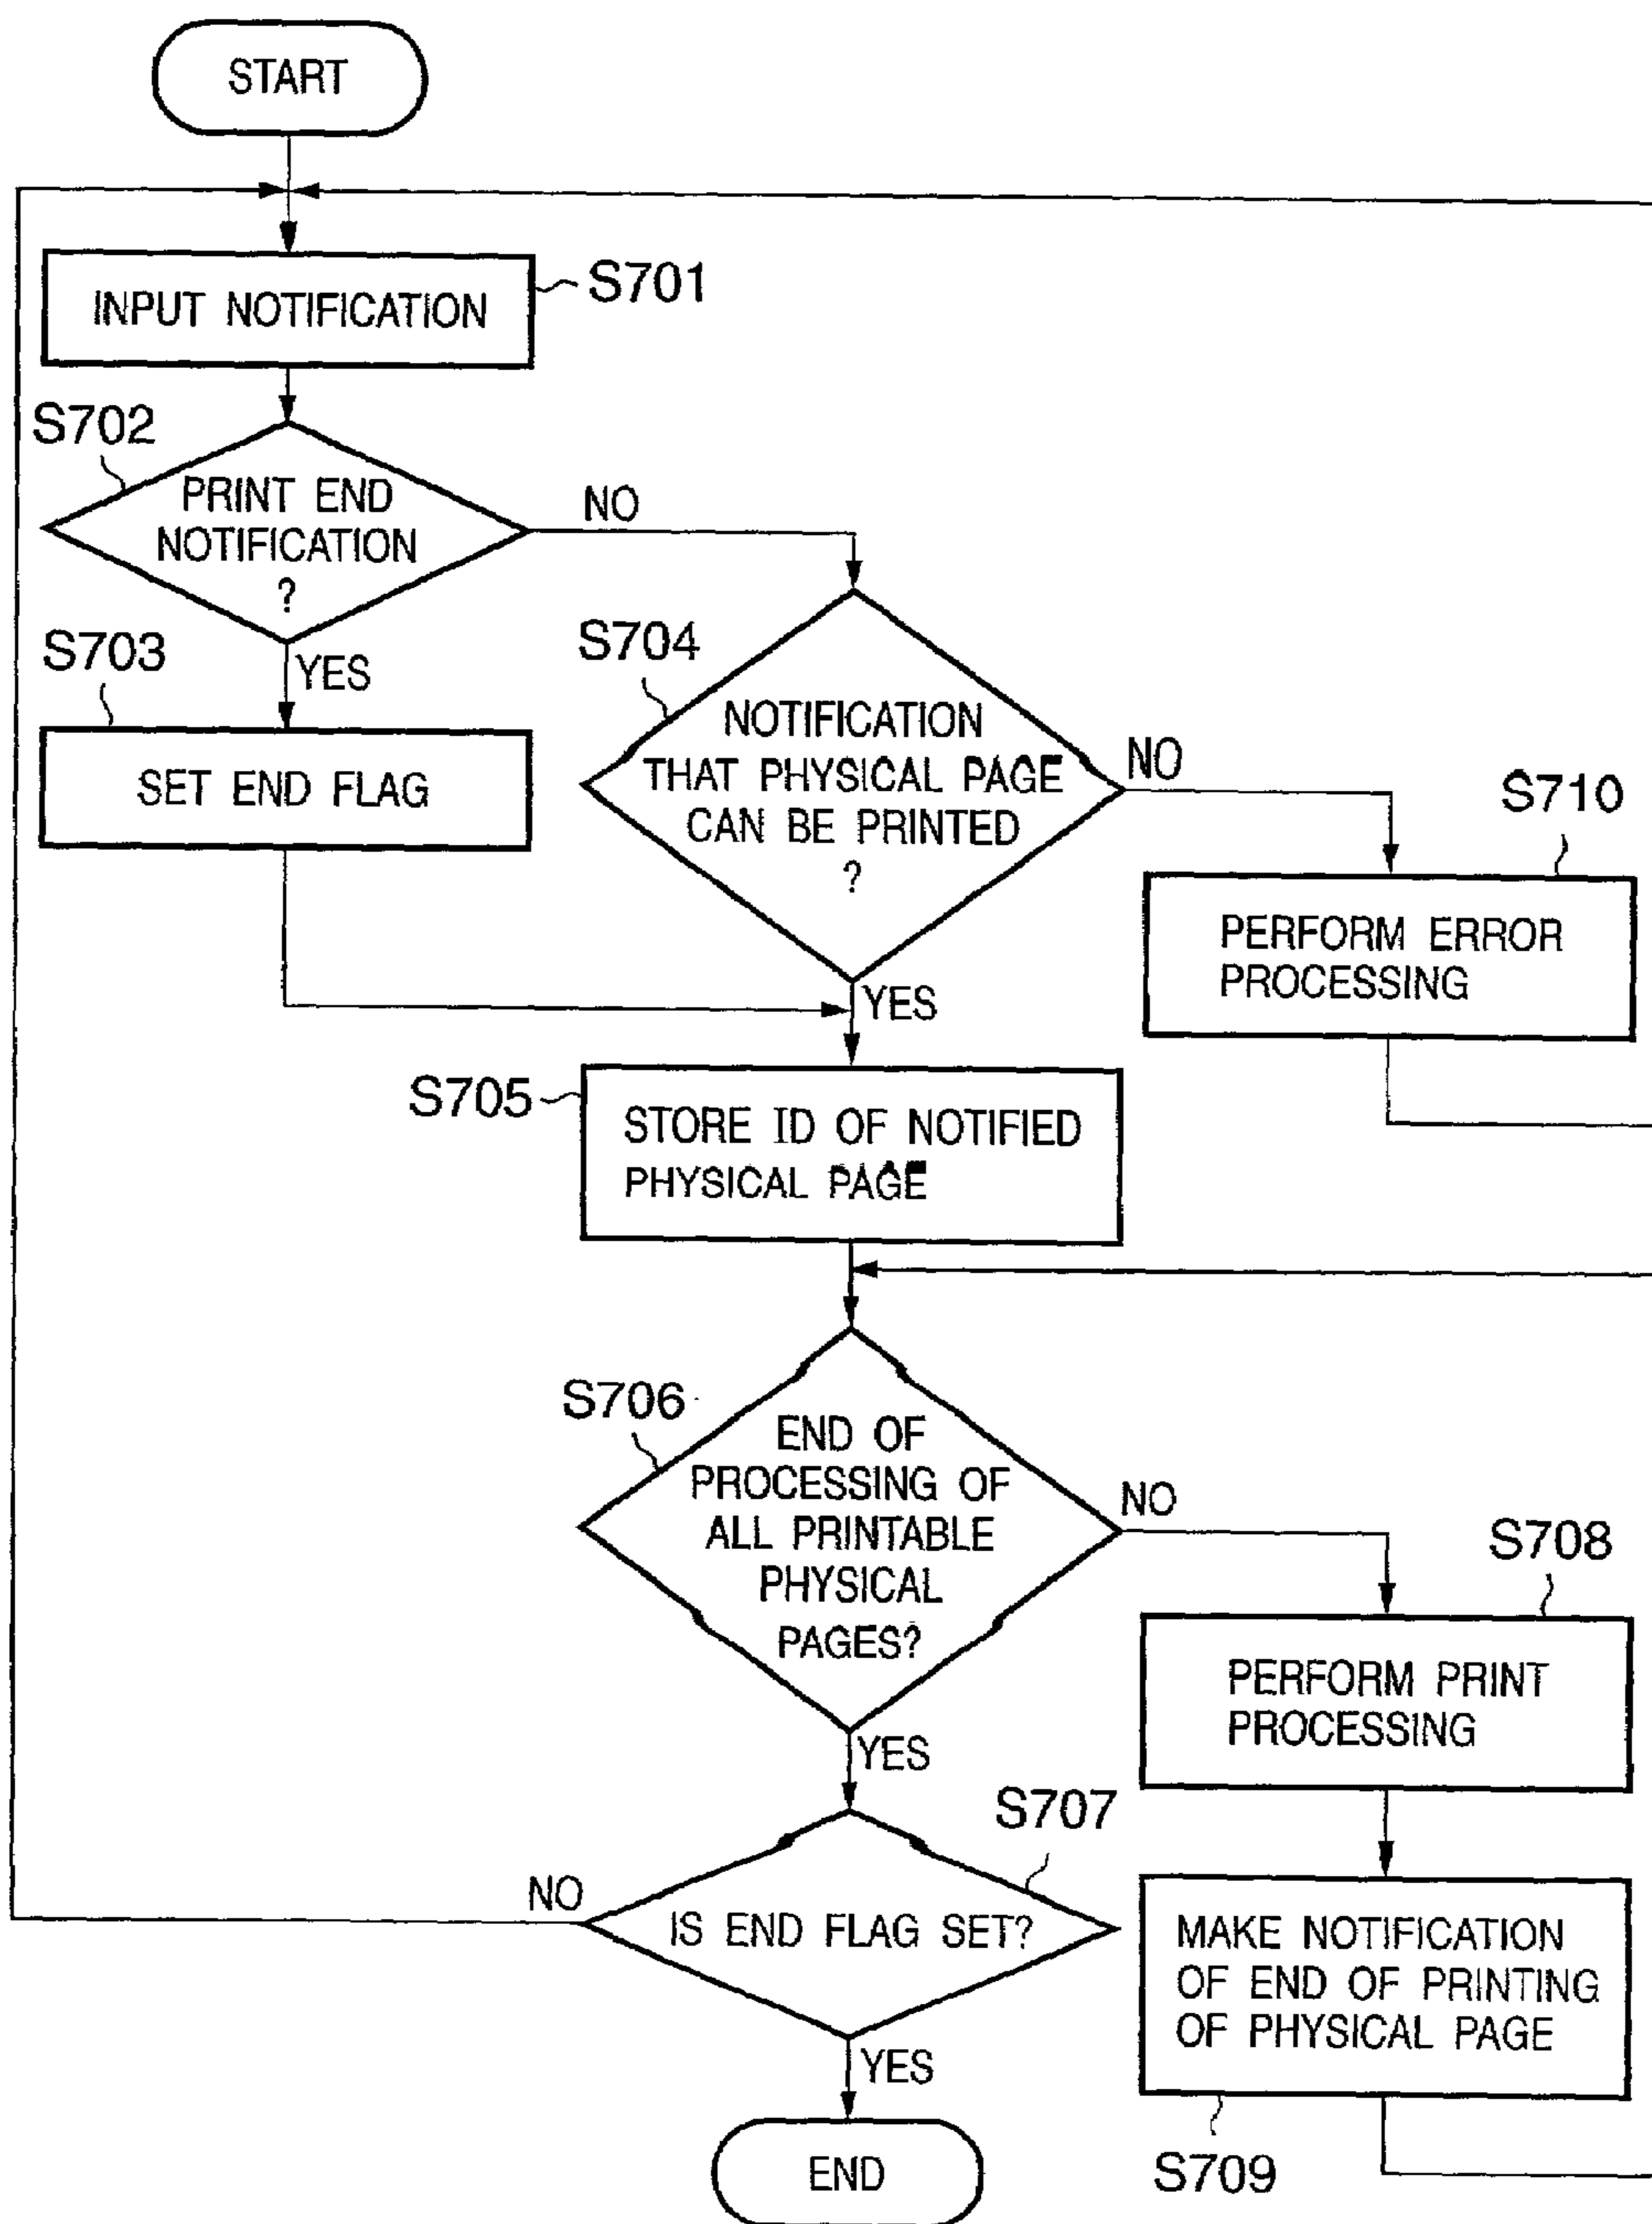 START
INPUT NOTIFICATION
S701
S702
PRINT END
NOTIFICATION
?
NO
YES
S703
SET END FLAG
S704
NOTIFICATION
THAT PHYSICAL PAGE
CAN BE PRINTED
?
NO
YES
S710
PERFORM ERROR
PROCESSING
S705
STORE ID OF NOTIFIED
PHYSICAL PAGE
S706
END OF
PROCESSING OF
ALL PRINTABLE
PHYSICAL
PAGES?
NO
YES
S708
PERFORM PRINT
PROCESSING
S707
IS END FLAG SET?
NO
YES
MAKE NOTIFICATION
OF END OF PRINTING
OF PHYSICAL PAGE
S709
END